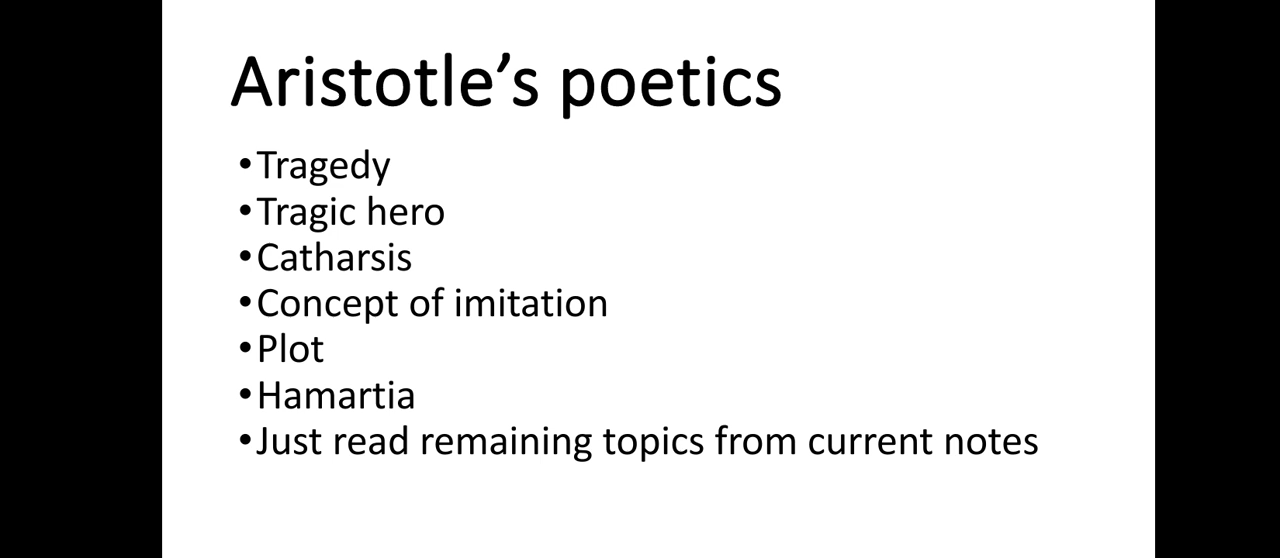 Aristotle’s poetics
•Tragedy
•Tragic hero
•Catharsis
•Concept of imitation
•Plot
•Hamartia
•Just read remaining topics from current notes